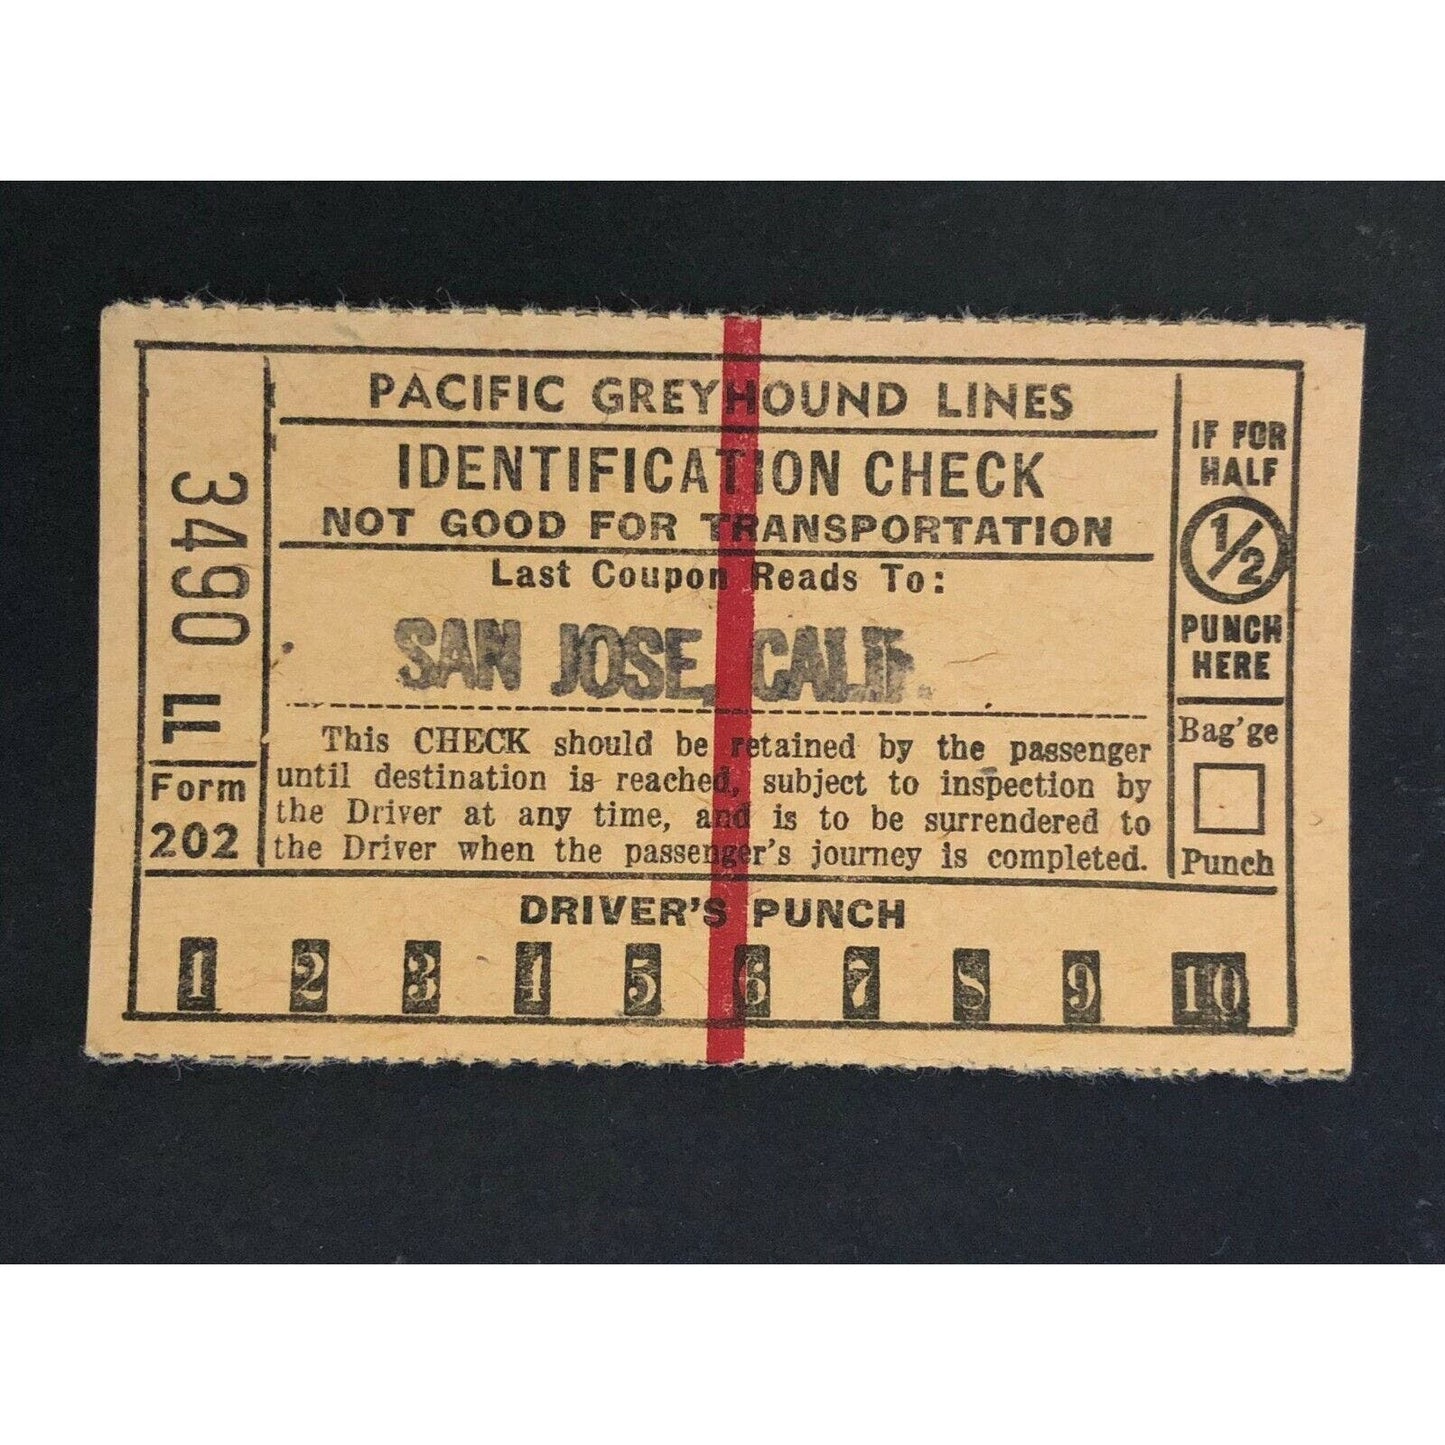 PACIFIC GREYHOUND LINES
IDENTIFICATION CHECK
NOT GOOD FOR TRANSPORTATION
Last Coupon Reads To:
SAN JOSE, CALIF.
This CHECK should be retained by the passenger
until destination is reached, subject to inspection by
the Driver at any time, and is to be surrendered to
the Driver when the passenger's journey is completed.
3490 LL
Form
202
IF FOR
HALF
1/2
PUNCH
HERE
Bag'ge
Punch
DRIVER'S PUNCH
1 2 3 4 5 6 7 8 9 10